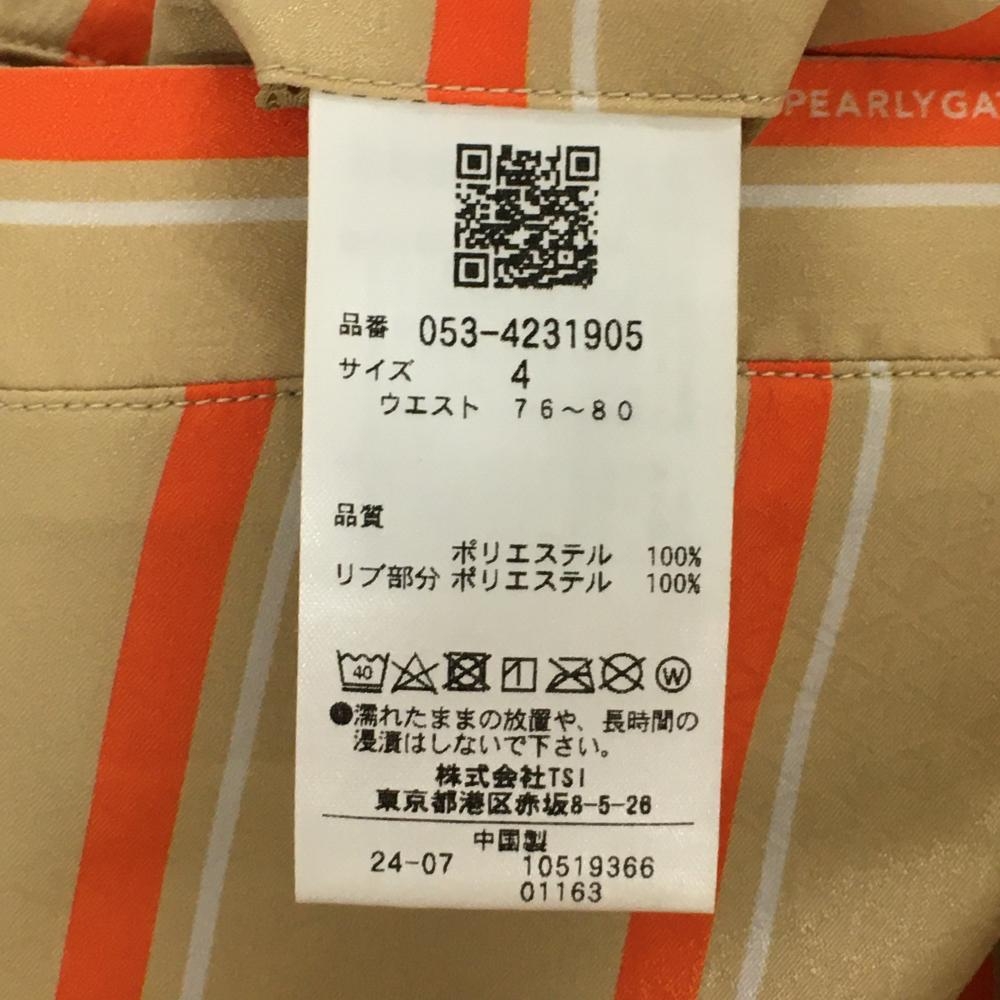 PEARLYGA
品番 053-4231905
サイズ 4
ウエスト 76〜80
品質
ポリエステル 100%
リブ部分 ポリエステル 100%
40 W
●濡れたままの放置や、長時間の
浸漬はしないで下さい。
株式会社TSI
東京都港区赤坂8-5-26
中国製
24-07 10519366
01163